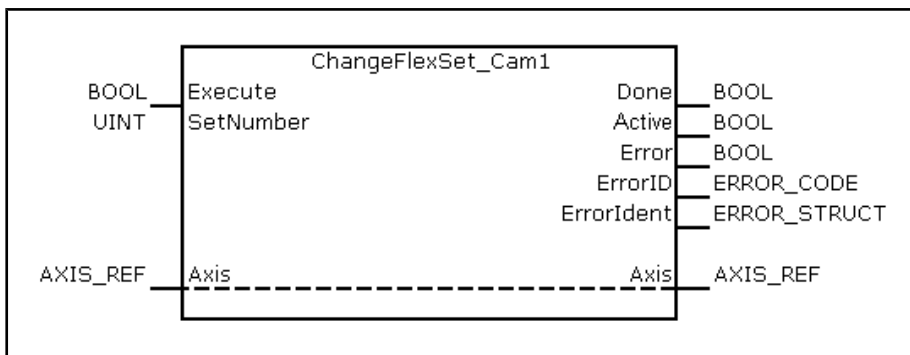 ChangeFlexSet_Cam1
BOOL Execute Done BOOL
UINT SetNumber Active BOOL
Error BOOL
ErrorID ERROR_CODE
ErrorIdent ERROR_STRUCT
AXIS_REF Axis Axis AXIS_REF